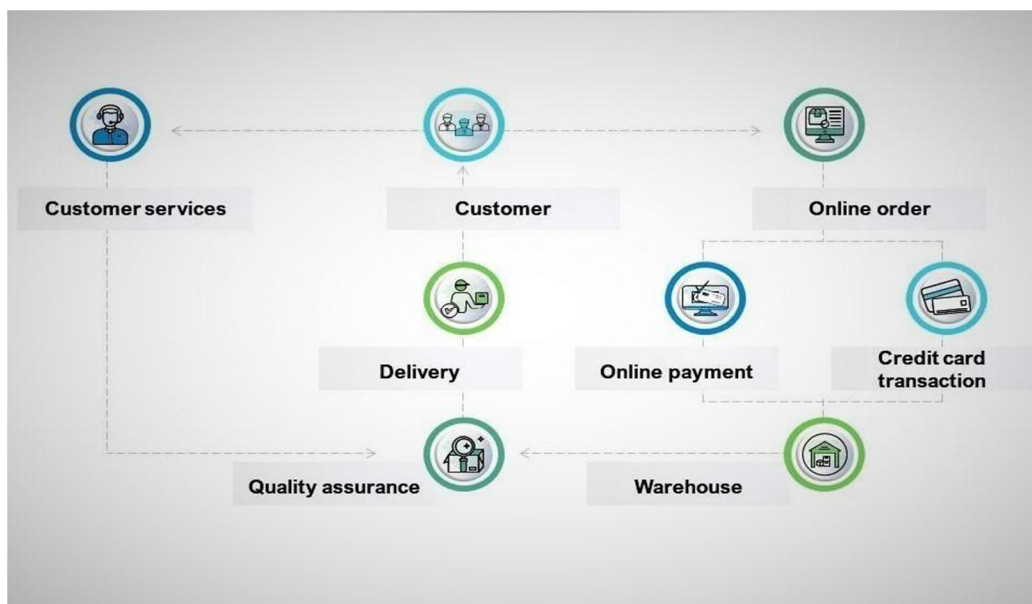 Customer services
Customer
Online order
Delivery
Online payment
Credit card
transaction
Quality assurance
Warehouse